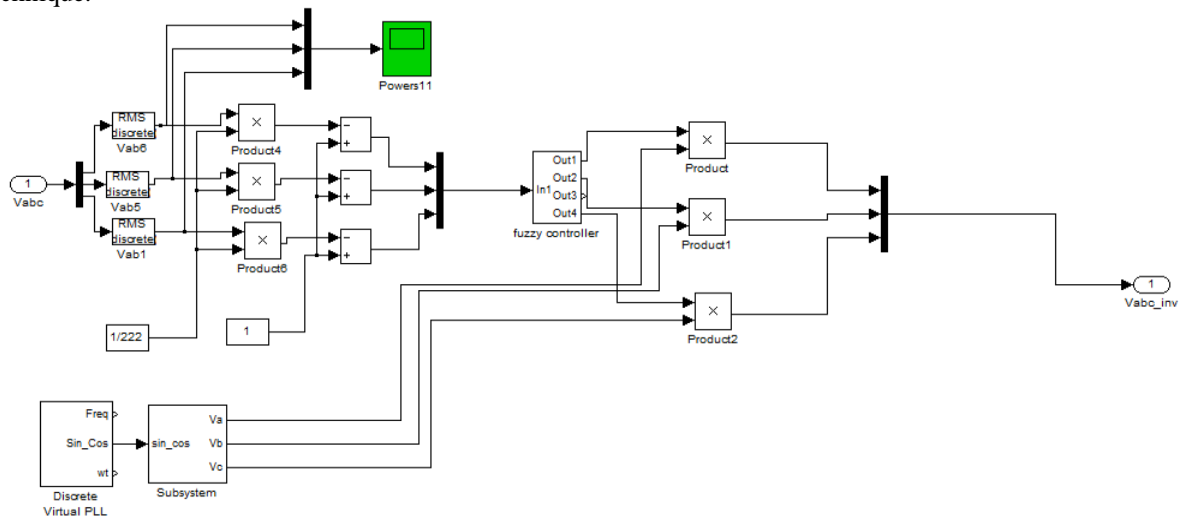 echnique.
Powers11
RMS
discrete
Vab6
Product4
RMS
discrete
Vab5
Product5
RMS
discrete
Vab1
Product6
1
Vabc
1/222
1
−
+
−
+
−
+
In1
Out1
Out2
Out3
Out4
fuzzy controller
×
×
×
×
Product
×
Product1
×
Product2
1
Vabc_inv
Freq
Sin_Cos
wt
Discrete
Virtual PLL
sin_cos
Va
Vb
Vc
Subsystem